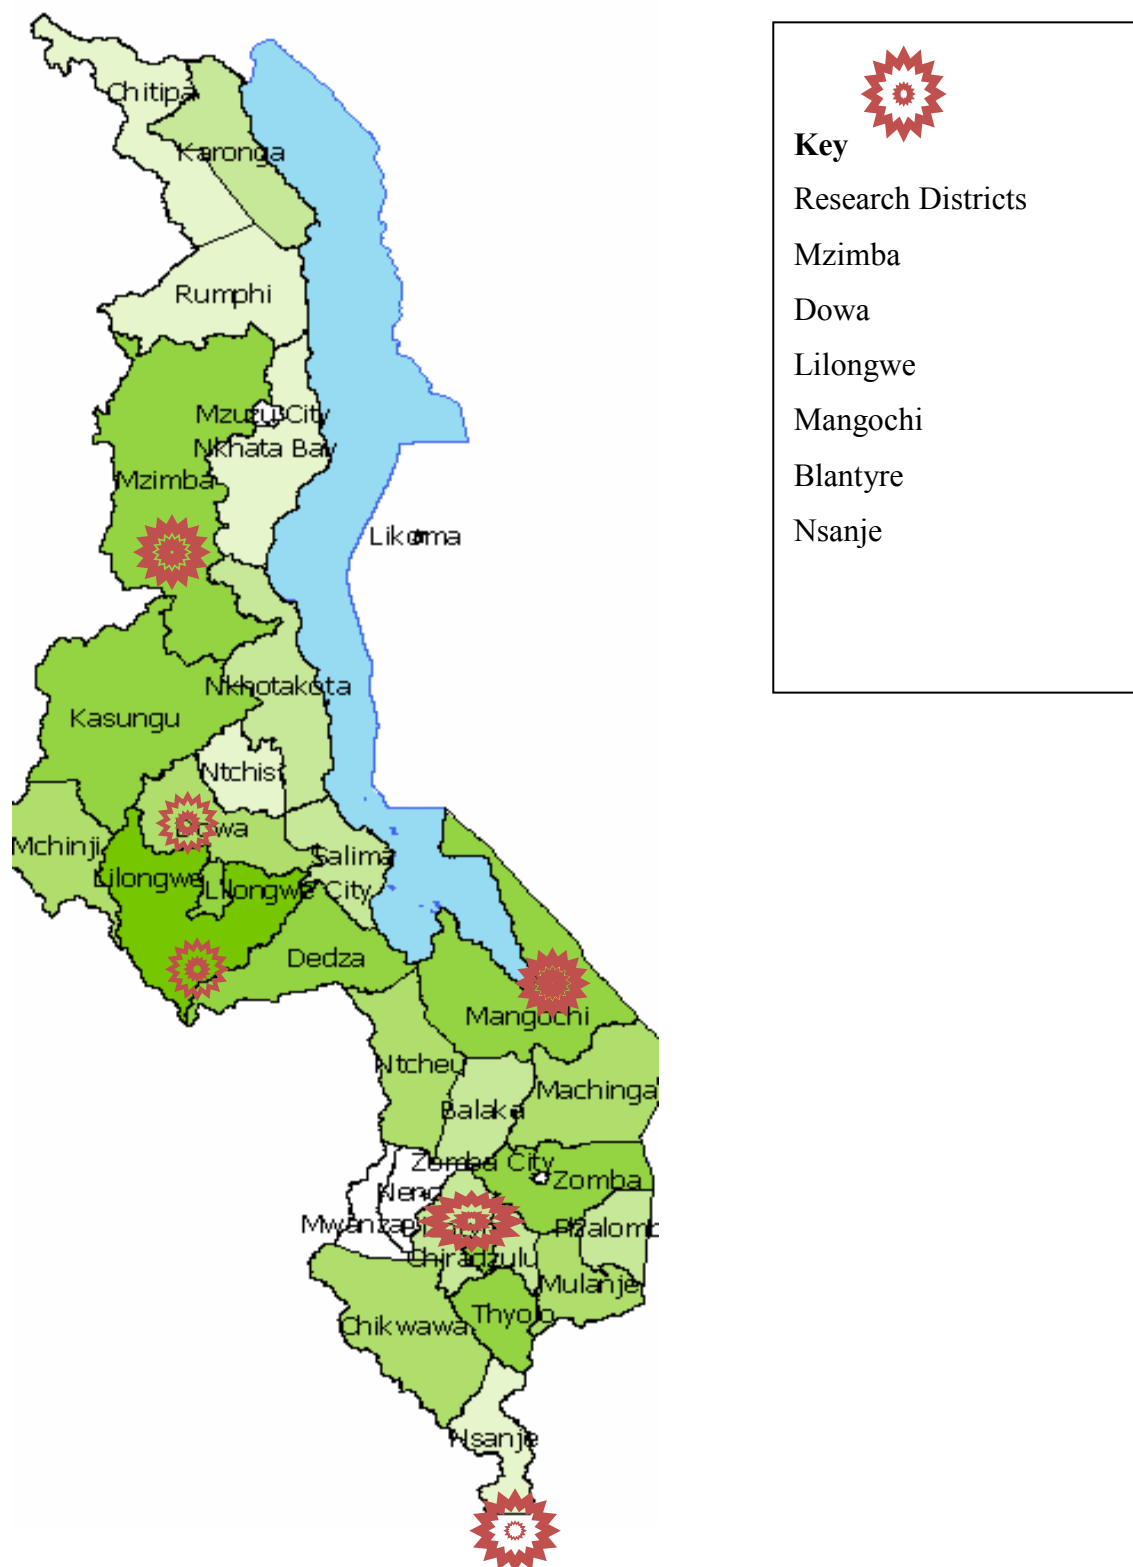 Chitipa
Karonga
Rumphi
Mzuzu City
Nkhata Bay
Mzimba
Likoma
Nkhotakota
Kasungu
Ntchisi
Dowa
Mchinji
Salima
Lilongwe
Lilongwe City
Dedza
Mangochi
Ntcheu
Machinga
Balaka
Zomba City
Zomba
Mwanza
Chiradzulu
Mulanje
Thyolo
Chikwawa
Nsanje
Key
Research Districts
Mzimba
Dowa
Lilongwe
Mangochi
Blantyre
Nsanje